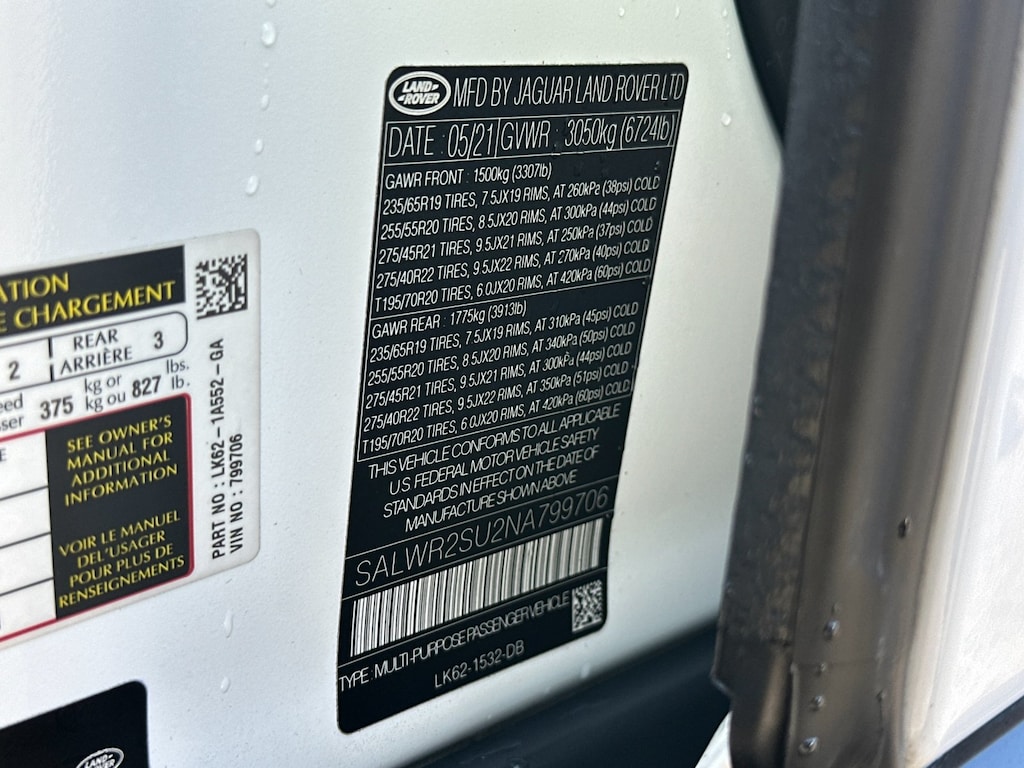 LAND ROVER
MFD BY JAGUAR LAND ROVER LTD
DATE : 05/21 GVWR : 3050kg (6724lb)
GAWR FRONT : 1500kg (3307lb)
235/65R19 TIRES, 7.5JX19 RIMS, AT 260kPa (38psi) COLD
255/55R20 TIRES, 8.5JX20 RIMS, AT 300kPa (44psi) COLD
275/45R21 TIRES, 9.5JX21 RIMS, AT 250kPa (37psi) COLD
275/40R22 TIRES, 9.5JX22 RIMS, AT 270kPa (40psi) COLD
T195/70R20 TIRES, 6.0JX20 RIMS, AT 420kPa (60psi) COLD
GAWR REAR : 1775kg (3913lb)
235/65R19 TIRES, 7.5JX19 RIMS, AT 310kPa (45psi) COLD
255/55R20 TIRES, 8.5JX20 RIMS, AT 340kPa (50psi) COLD
275/45R21 TIRES, 9.5JX21 RIMS, AT 300kPa (44psi) COLD
275/40R22 TIRES, 9.5JX22 RIMS, AT 350kPa (51psi) COLD
T195/70R20 TIRES, 6.0JX20 RIMS, AT 420kPa (60psi) COLD
THIS VEHICLE CONFORMS TO ALL APPLICABLE
U.S. FEDERAL MOTOR VEHICLE SAFETY
STANDARDS IN EFFECT ON THE DATE OF
MANUFACTURE SHOWN ABOVE
SALWR2SU2NA799706
TYPE : MULTI-PURPOSE PASSENGER VEHICLE
LK62-1532-DB
ATION
E CHARGEMENT
2 REAR 3
ARRIÈRE
eed 375 kg or 827 lbs.
sser kg ou lb.
E
SEE OWNER'S
MANUAL FOR
ADDITIONAL
INFORMATION
VOIR LE MANUEL
DEL'USAGER
POUR PLUS DE
RENSEIGNEMENTS
PART NO : LK62-1A552-GA
VIN NO : 799706
LAND ROVER